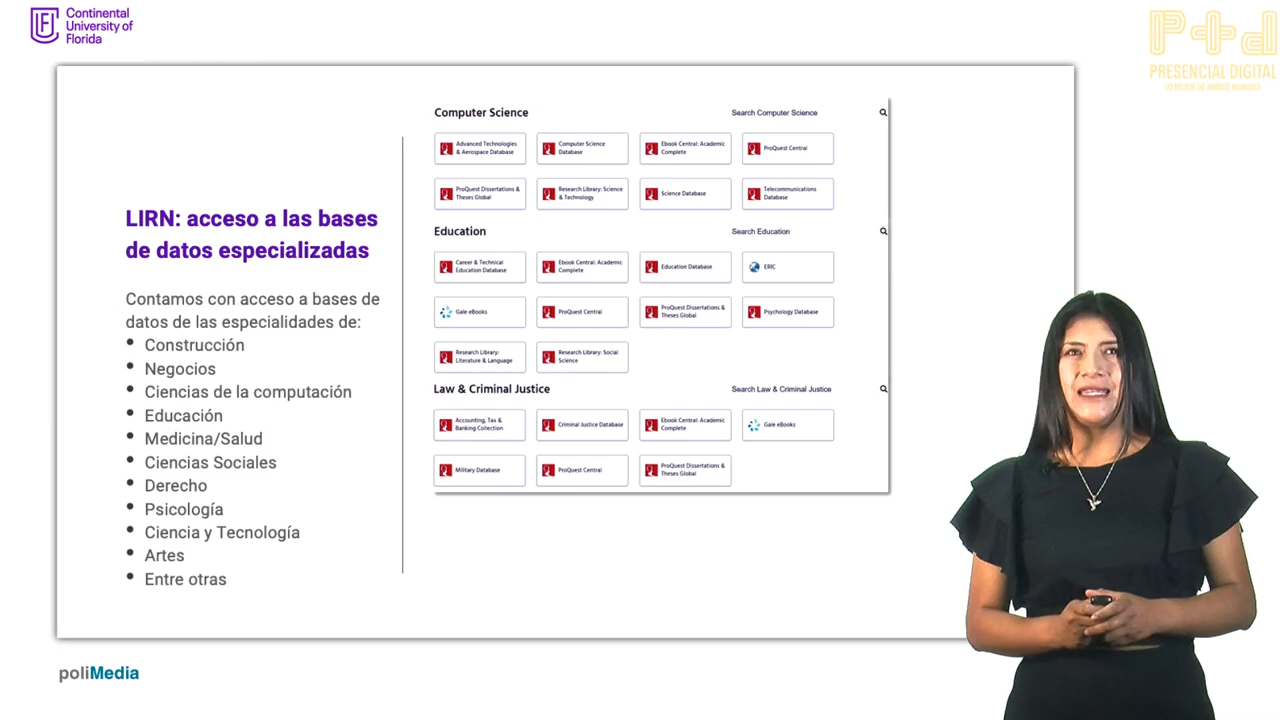 Continental
University of
Florida
P+d
PRESENCIAL DIGITAL
LO MEJOR DE AMBOS MUNDOS
LIRN: acceso a las bases
de datos especializadas
Contamos con acceso a bases de
datos de las especialidades de:
• Construcción
• Negocios
• Ciencias de la computación
• Educación
• Medicina/Salud
• Ciencias Sociales
• Derecho
• Psicología
• Ciencia y Tecnología
• Artes
• Entre otras
Computer Science
Search Computer Science
Advanced Technologies
& Aerospace Database
Computer Science
Database
Ebook Central: Academic
Complete
ProQuest Central
ProQuest Dissertations &
Theses Global
Research Library: Science
& Technology
Science Database
Telecommunications
Database
Education
Search Education
Career & Technical
Education Database
Ebook Central: Academic
Complete
Education Database
ERIC
Gale eBooks
ProQuest Central
ProQuest Dissertations &
Theses Global
Psychology Database
Research Library:
Literature & Language
Research Library: Social
Science
Law & Criminal Justice
Search Law & Criminal Justice
Accounting, Tax &
Banking Collection
Criminal Justice Database
Ebook Central: Academic
Complete
Gale eBooks
Military Database
ProQuest Central
ProQuest Dissertations &
Theses Global
poliMedia